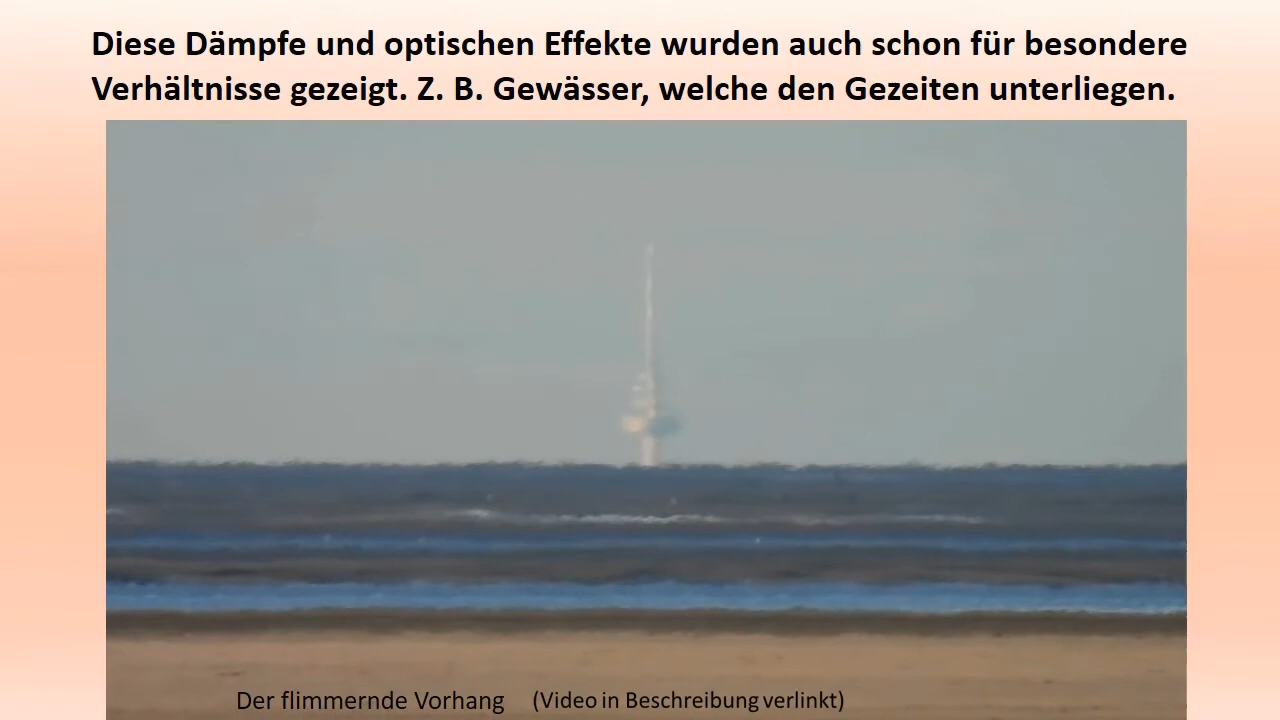 Diese Dämpfe und optischen Effekte wurden auch schon für besondere
Verhältnisse gezeigt. Z. B. Gewässer, welche den Gezeiten unterliegen.
Der flimmernde Vorhang (Video in Beschreibung verlinkt)